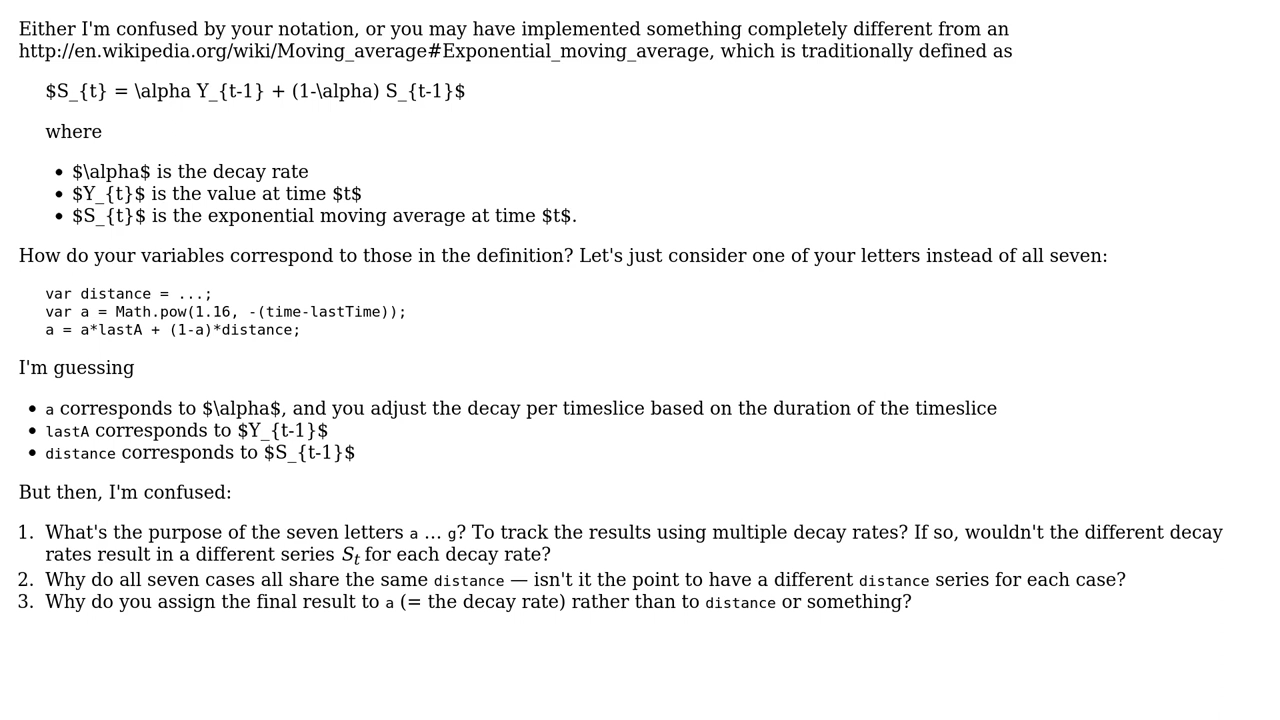 Either I'm confused by your notation, or you may have implemented something completely different from an
http://en.wikipedia.org/wiki/Moving_average#Exponential_moving_average, which is traditionally defined as
$S_{t} = \alpha Y_{t-1} + (1-\alpha) S_{t-1}$
where
• $\alpha$ is the decay rate
• $Y_{t}$ is the value at time $t$
• $S_{t}$ is the exponential moving average at time $t$.
How do your variables correspond to those in the definition? Let's just consider one of your letters instead of all seven:
var distance = ...;
var a = Math.pow(1.16, -(time-lastTime));
a = a*lastA + (1-a)*distance;
I'm guessing
• a corresponds to $\alpha$, and you adjust the decay per timeslice based on the duration of the timeslice
• lastA corresponds to $Y_{t-1}$
• distance corresponds to $S_{t-1}$
But then, I'm confused:
1. What's the purpose of the seven letters a … g? To track the results using multiple decay rates? If so, wouldn't the different decay
rates result in a different series S_t for each decay rate?
2. Why do all seven cases all share the same distance — isn't it the point to have a different distance series for each case?
3. Why do you assign the final result to a (= the decay rate) rather than to distance or something?